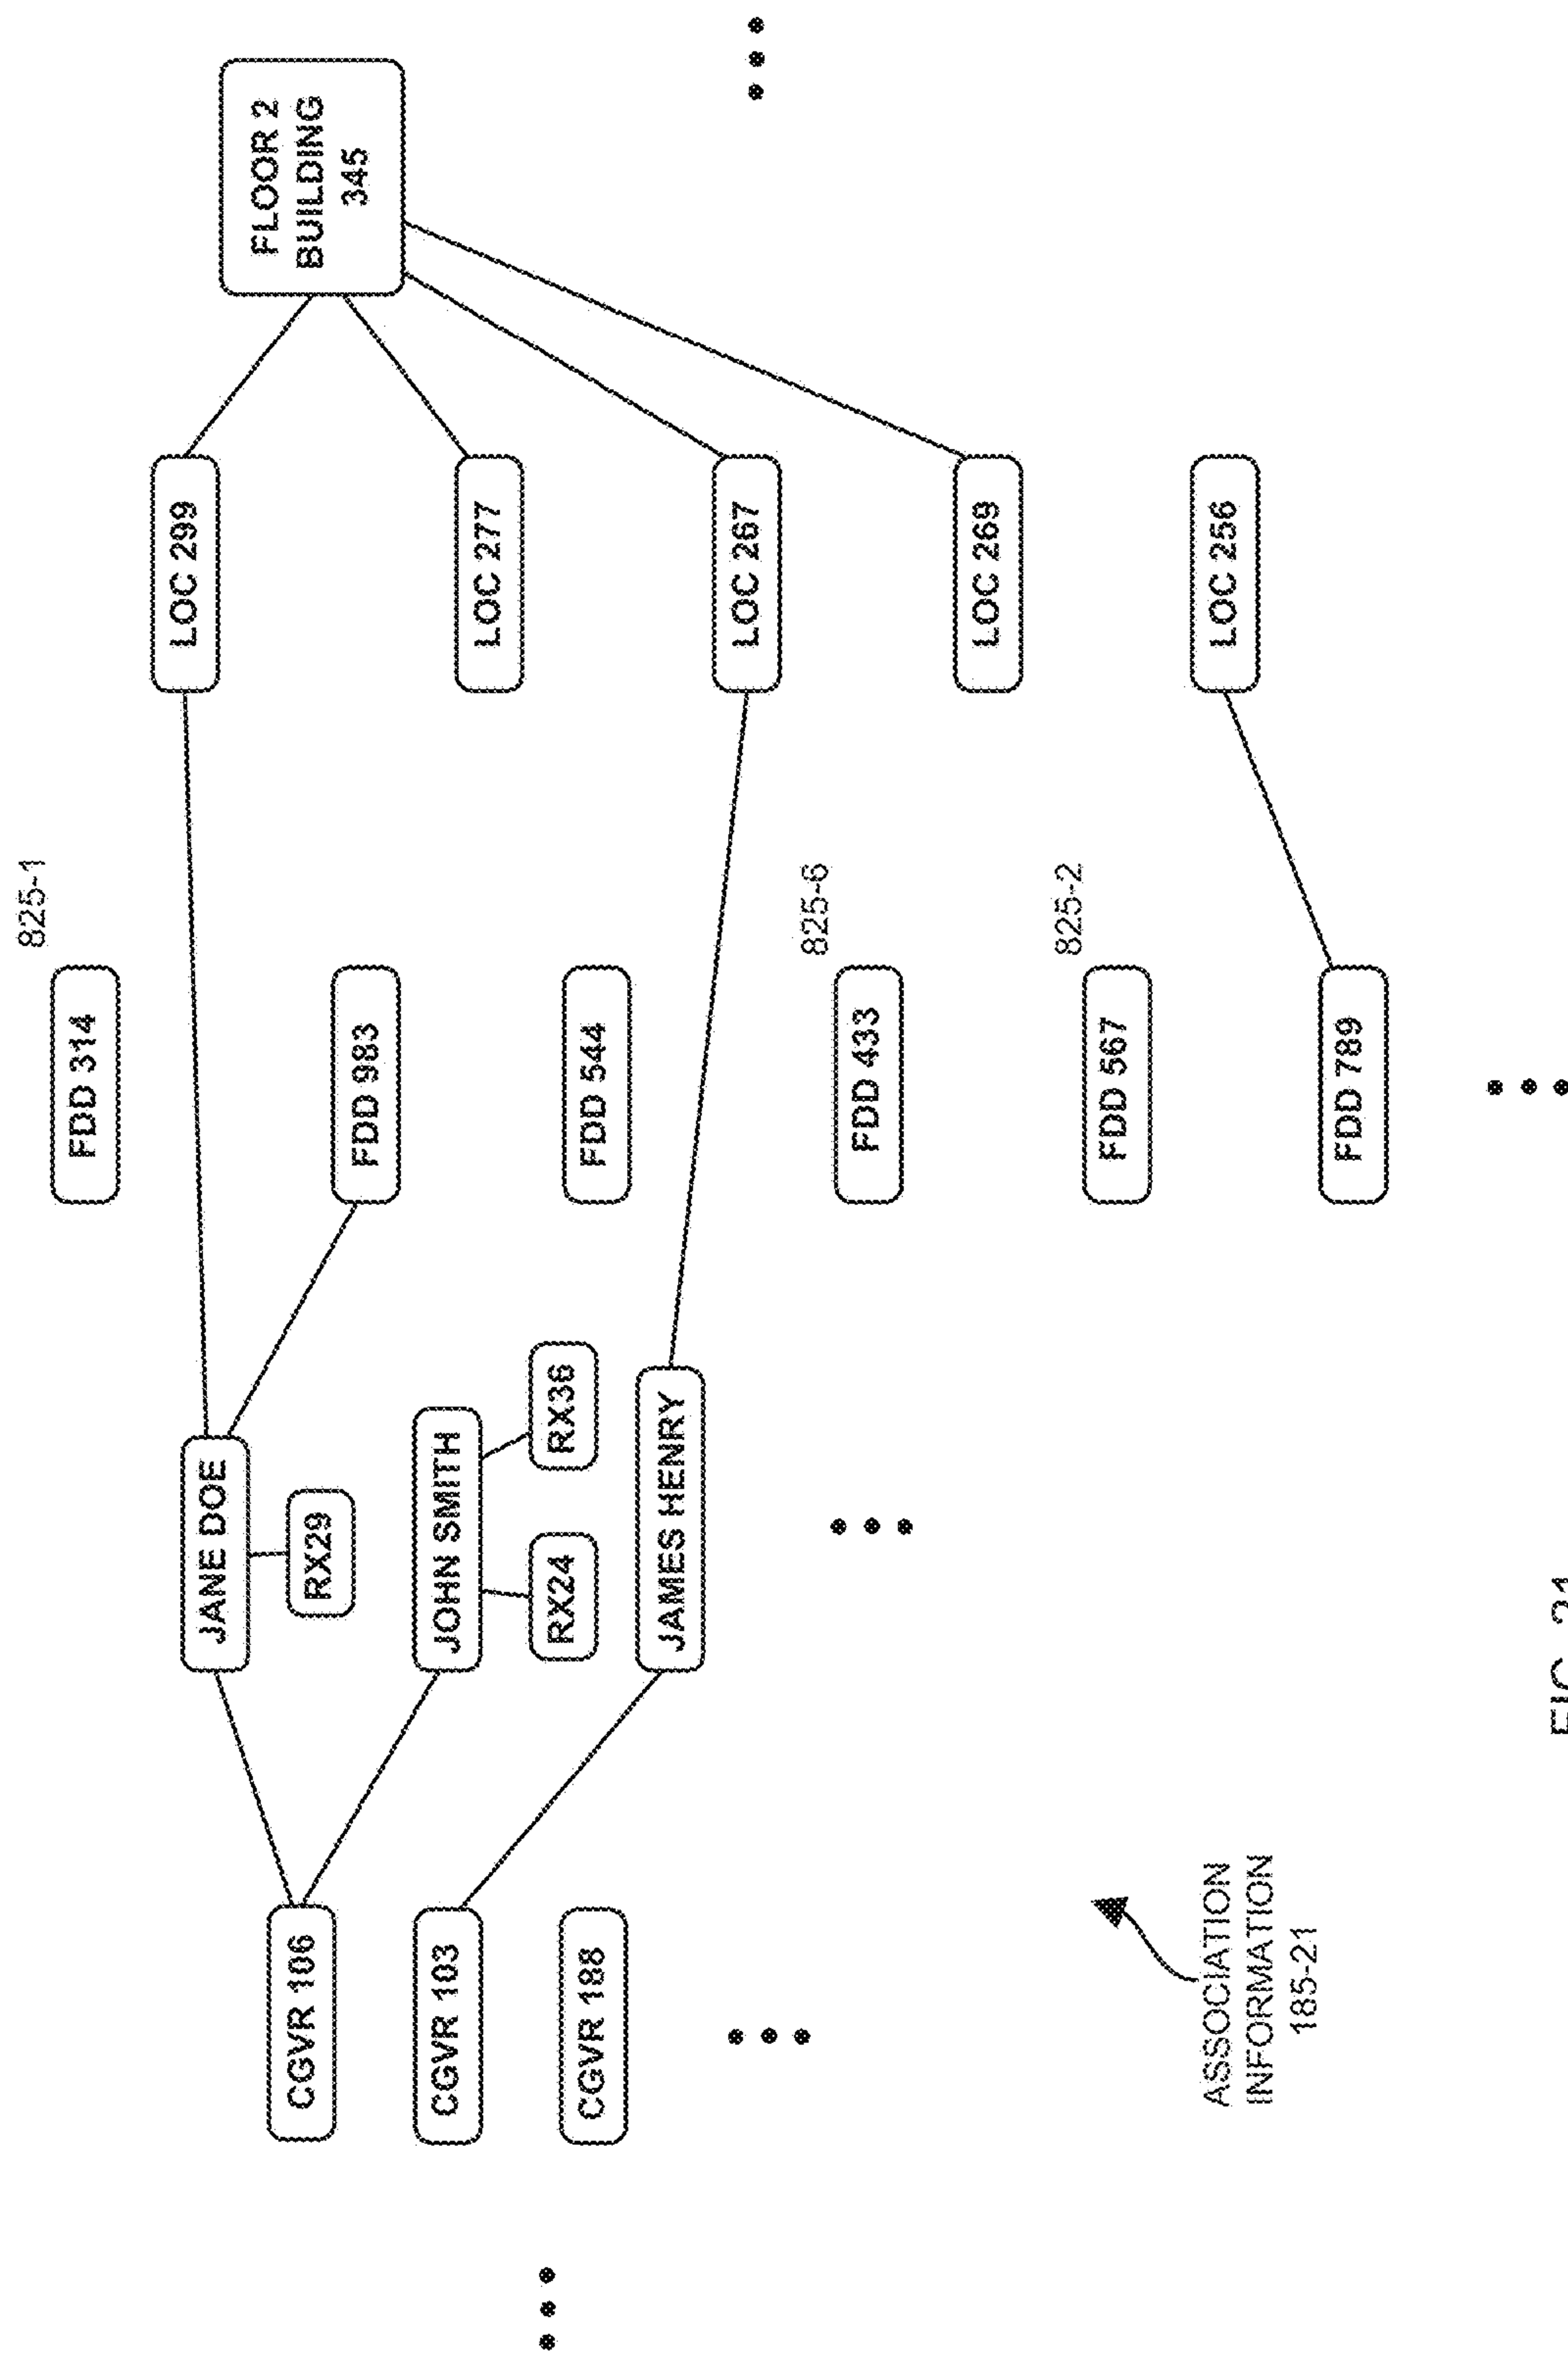 825-1
FDD 314
JANE DOE
LOC 299
FLOOR 2
BUILDING
345
CGVR 106
RX29
FDD 983
JOHN SMITH
LOC 277
CGVR 103
RX24
RX36
FDD 544
CGVR 188
JAMES HENRY
LOC 267
825-6
FDD 433
LOC 269
825-2
FDD 567
LOC 256
FDD 789
ASSOCIATION
INFORMATION
185-21
FIG. 21